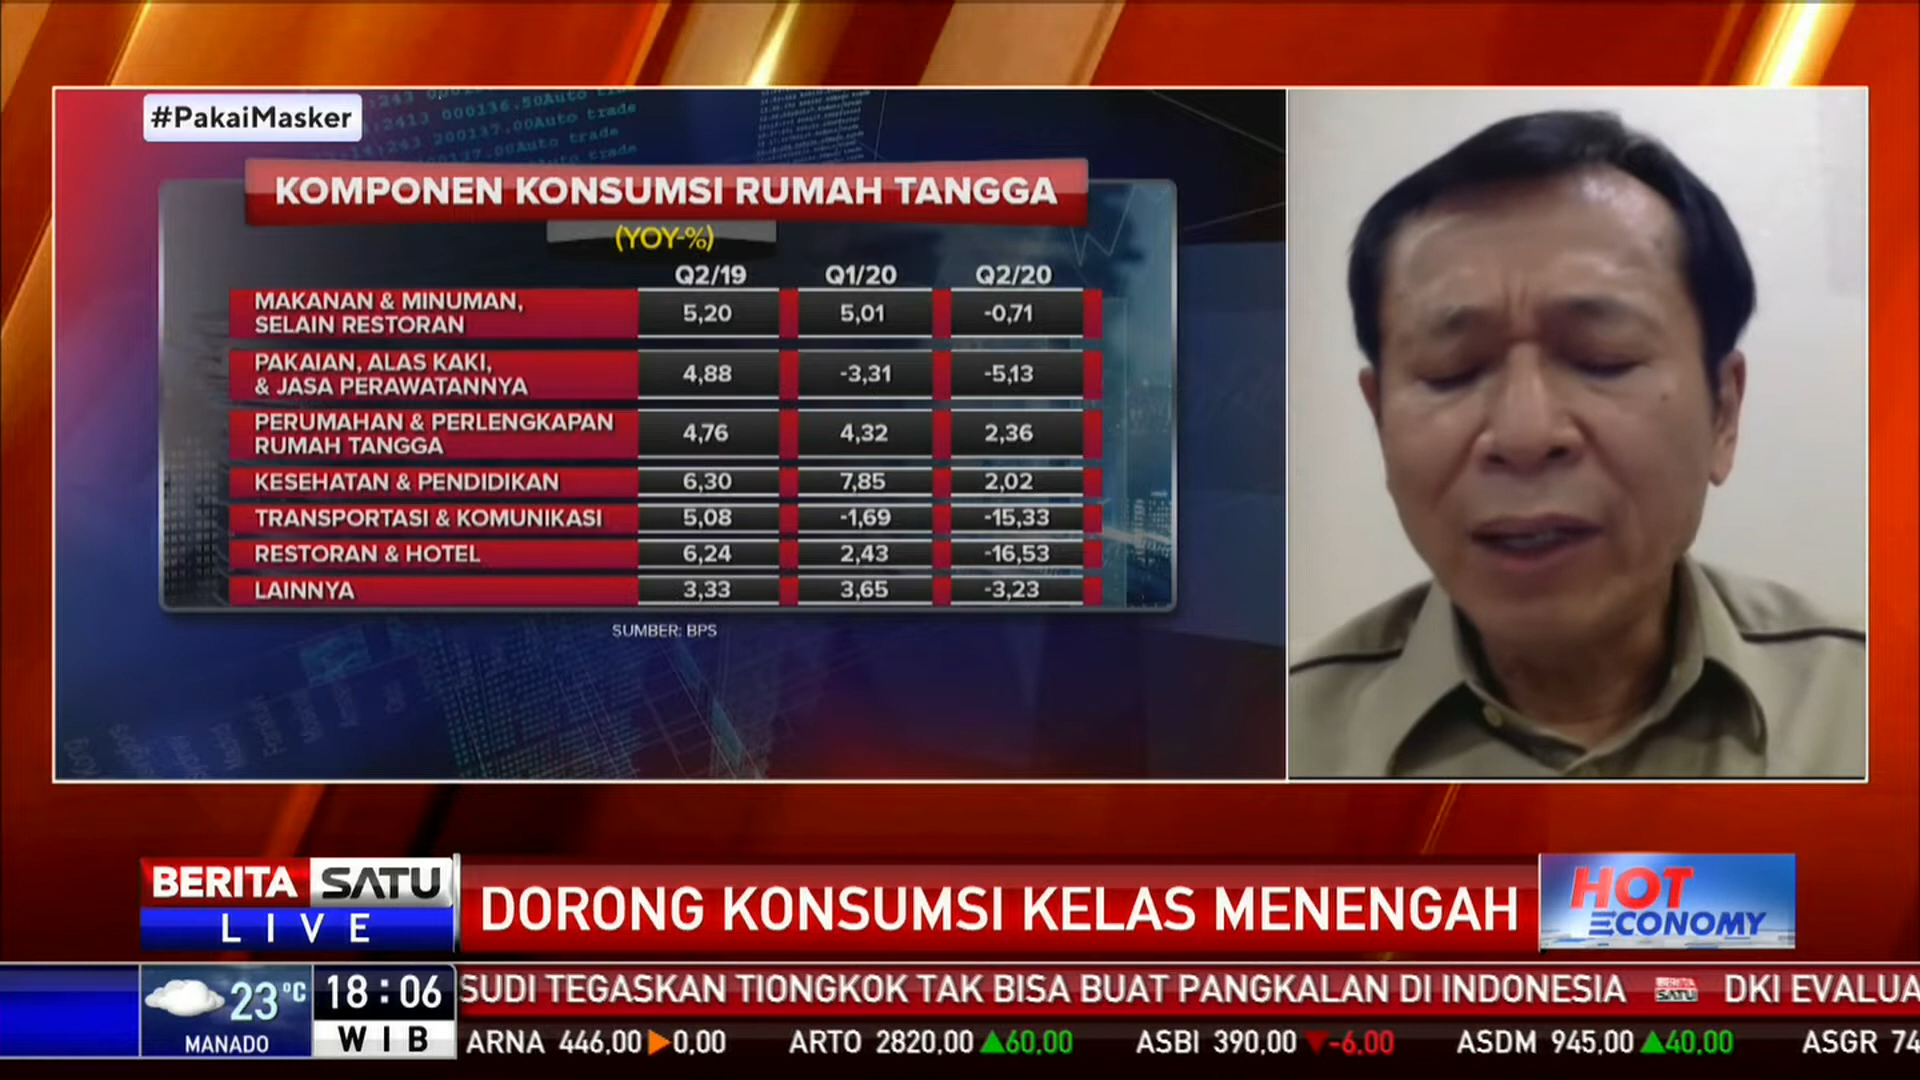 #PakaiMasker
KOMPONEN KONSUMSI RUMAH TANGGA
(YOY-%)
Q2/19 Q1/20 Q2/20
MAKANAN & MINUMAN,
SELAIN RESTORAN 5,20 5,01 -0,71
PAKAIAN, ALAS KAKI,
& JASA PERAWATANNYA 4,88 -3,31 -5,13
PERUMAHAN & PERLENGKAPAN
RUMAH TANGGA 4,76 4,32 2,36
KESEHATAN & PENDIDIKAN 6,30 7,85 2,02
TRANSPORTASI & KOMUNIKASI 5,08 -1,69 -15,33
RESTORAN & HOTEL 6,24 2,43 -16,53
LAINNYA 3,33 3,65 -3,23
SUMBER: BPS
BERITA SATU
LIVE
DORONG KONSUMSI KELAS MENENGAH
HOT
ECONOMY
23°C
MANADO
18:06
WIB
SUDI TEGASKAN TIONGKOK TAK BISA BUAT PANGKALAN DI INDONESIA BERITA SATU DKI EVALUA
ARNA 446,00 ▶0,00 ARTO 2820,00 ▲60,00 ASBI 390,00 ▼-6.00 ASDM 945,00 ▲40,00 ASGR 74